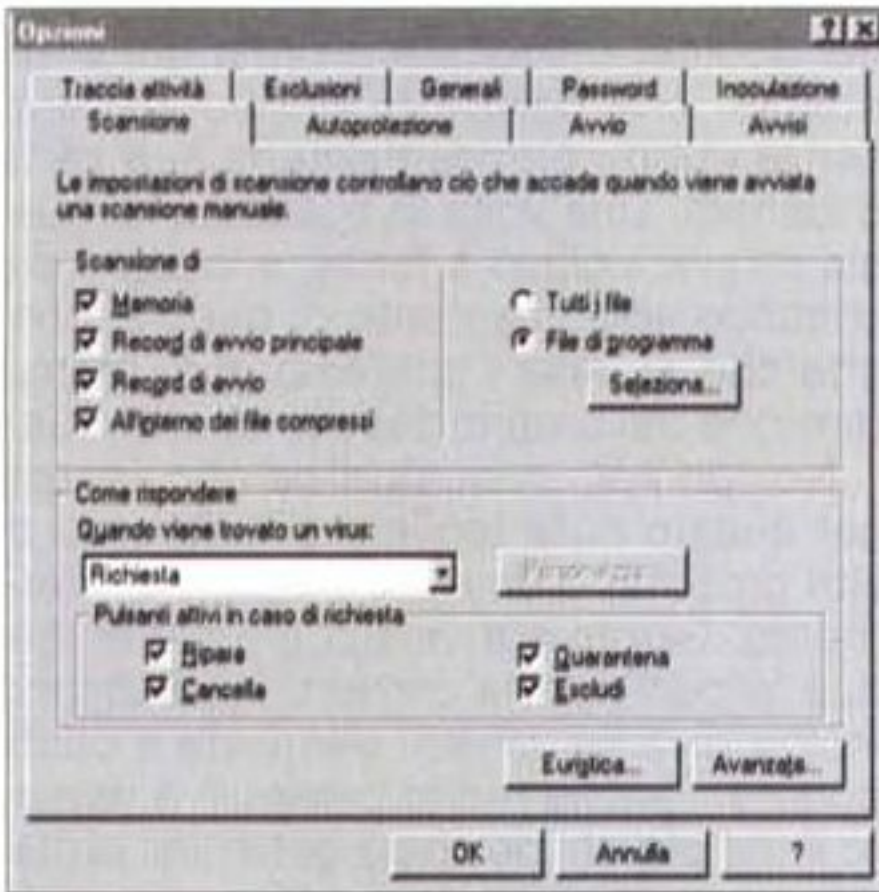 Opzioni
Traccia attività Esclusioni Generali Password Inoculazione
Scansione Autoprotezione Avvio Avvisi
Le impostazioni di scansione controllano ciò che accade quando viene avviata
una scansione manuale.
Scansione di
Memoria
Record di avvio principale
Record di avvio
All'interno dei file compressi
Tutti i file
File di programma
Seleziona...
Come rispondere
Quando viene trovato un virus:
Richiesta
Pulsanti attivi in caso di richiesta
Ripara
Cancella
Quarantena
Escludi
Euristica... Avanzate...
OK Annulla ?